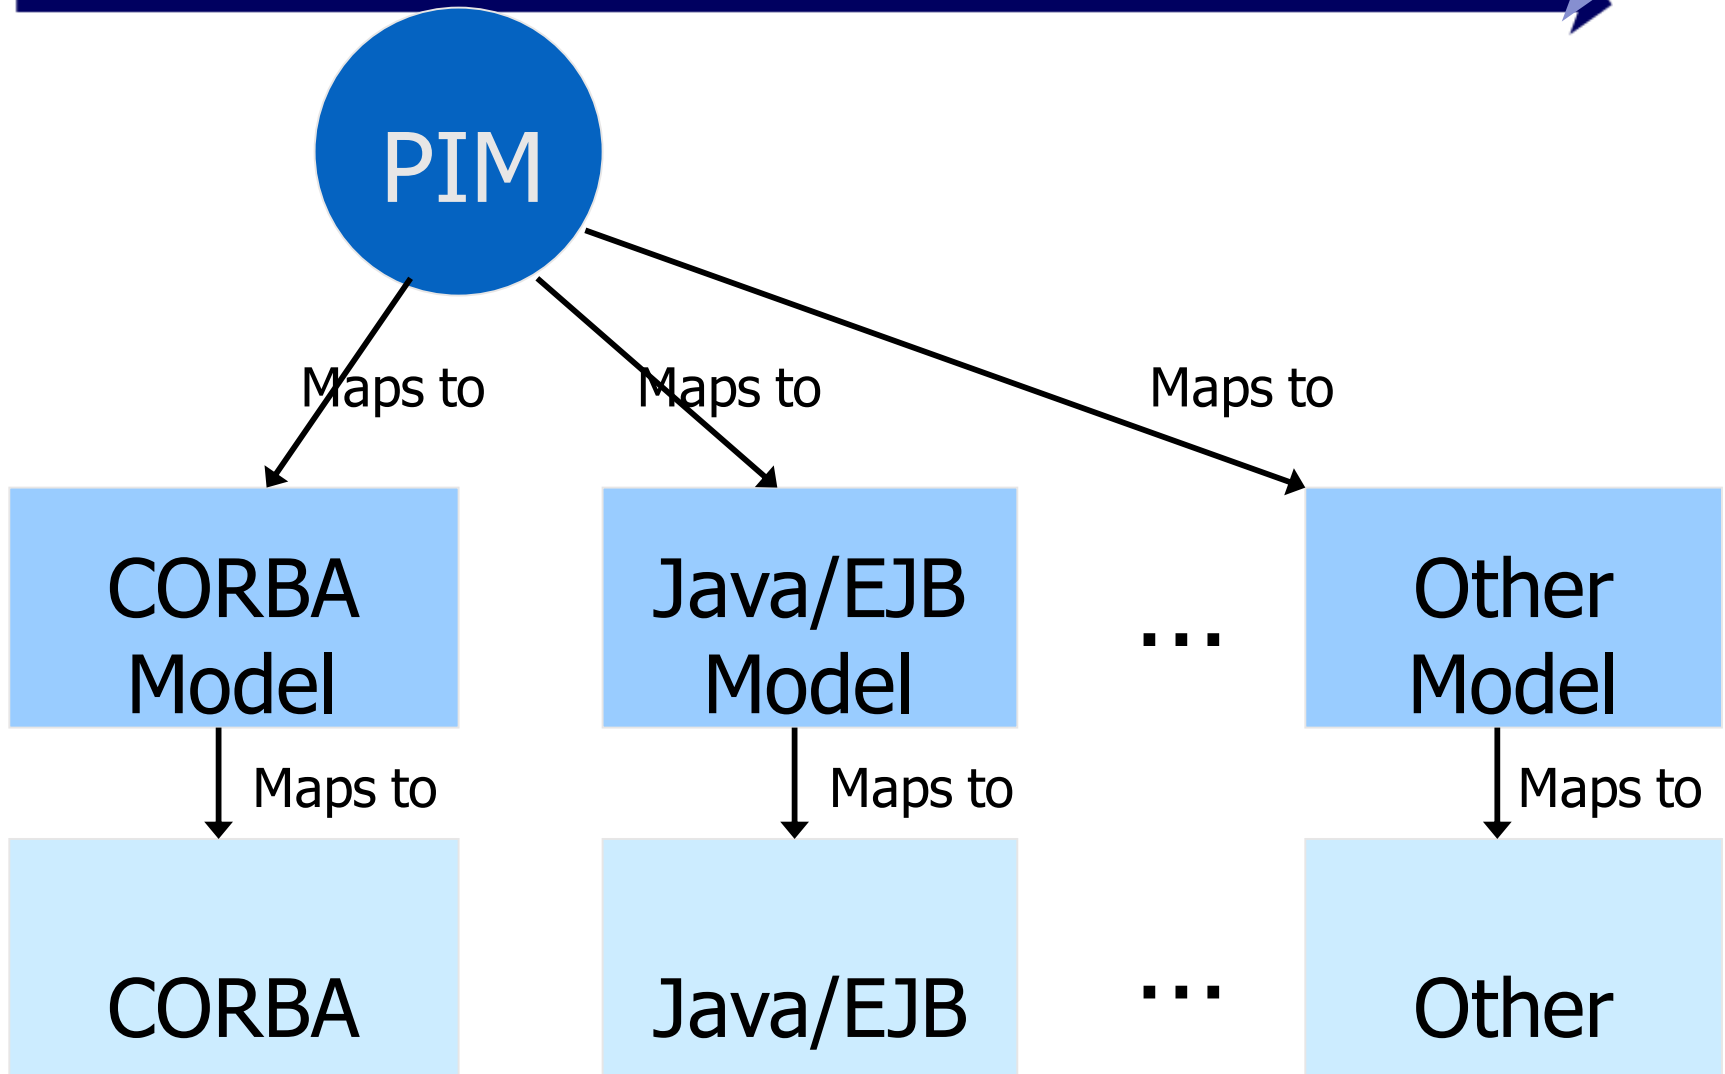 PIM
Maps to Maps to Maps to
CORBA Java/EJB Other
Model Model ... Model
Maps to Maps to Maps to
CORBA Java/EJB ... Other